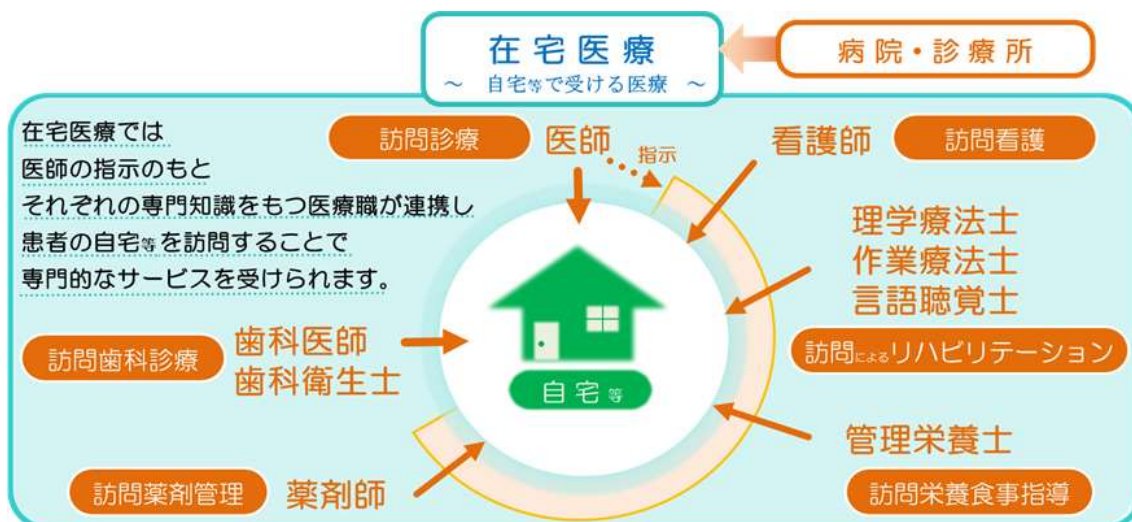 在宅医療
～ 自宅等で受ける医療 ～
病院・診療所
在宅医療では
医師の指示のもと
それぞれの専門知識をもつ医療職が連携し
患者の自宅等を訪問することで
専門的なサービスを受けられます。
訪問診療
医師
指示
看護師
訪問看護
理学療法士
作業療法士
言語聴覚士
訪問によるリハビリテーション
歯科医師
歯科衛生士
訪問歯科診療
自宅等
管理栄養士
訪問栄養食事指導
訪問薬剤管理
薬剤師